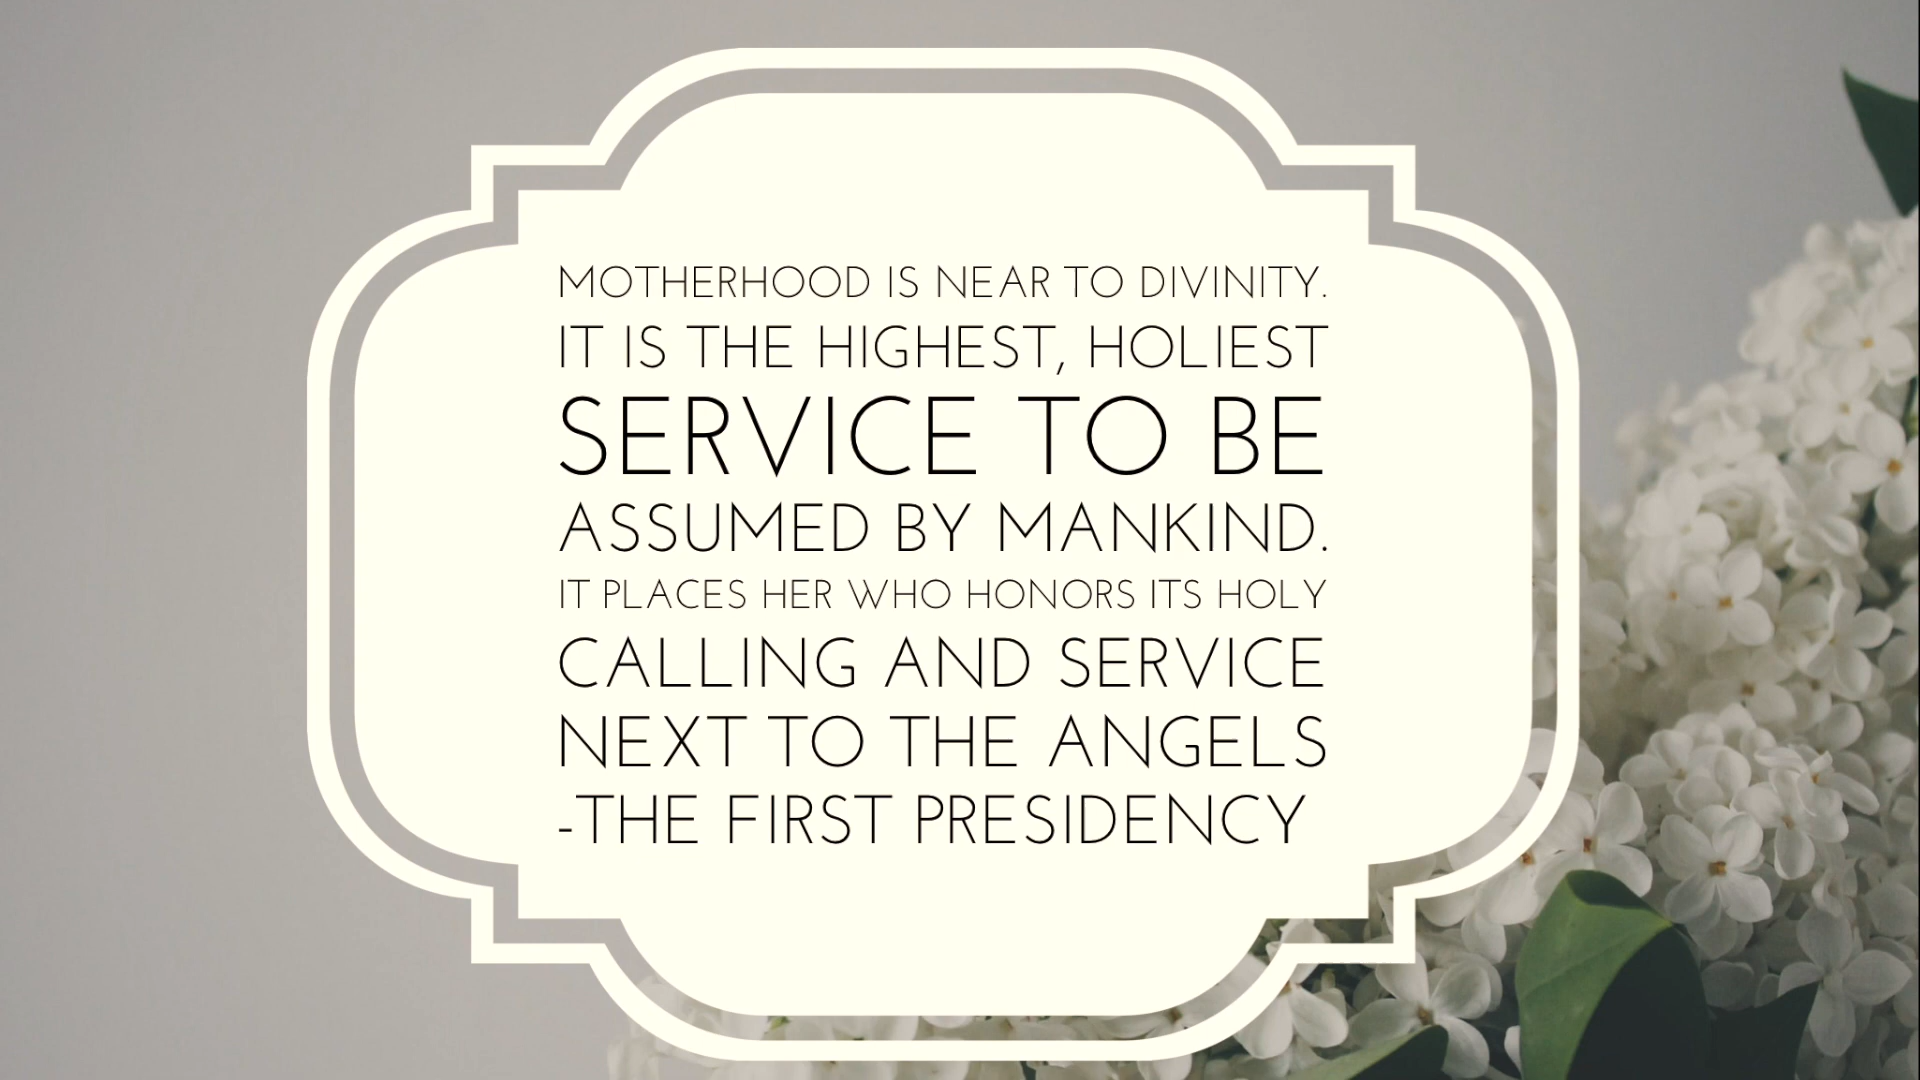 MOTHERHOOD IS NEAR TO DIVINITY.
IT IS THE HIGHEST, HOLIEST
SERVICE TO BE
ASSUMED BY MANKIND.
IT PLACES HER WHO HONORS ITS HOLY
CALLING AND SERVICE
NEXT TO THE ANGELS
-THE FIRST PRESIDENCY